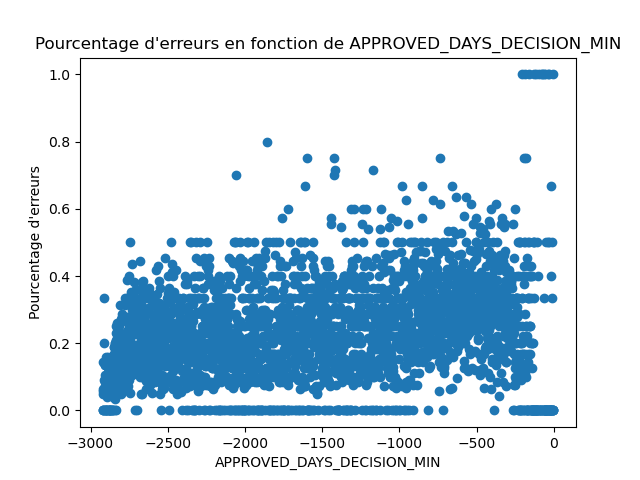 Pourcentage d'erreurs en fonction de APPROVED_DAYS_DECISION_MIN
1.0
0.8
0.6
0.4
0.2
0.0
Pourcentage d'erreurs
−3000 −2500 −2000 −1500 −1000 −500 0
APPROVED_DAYS_DECISION_MIN